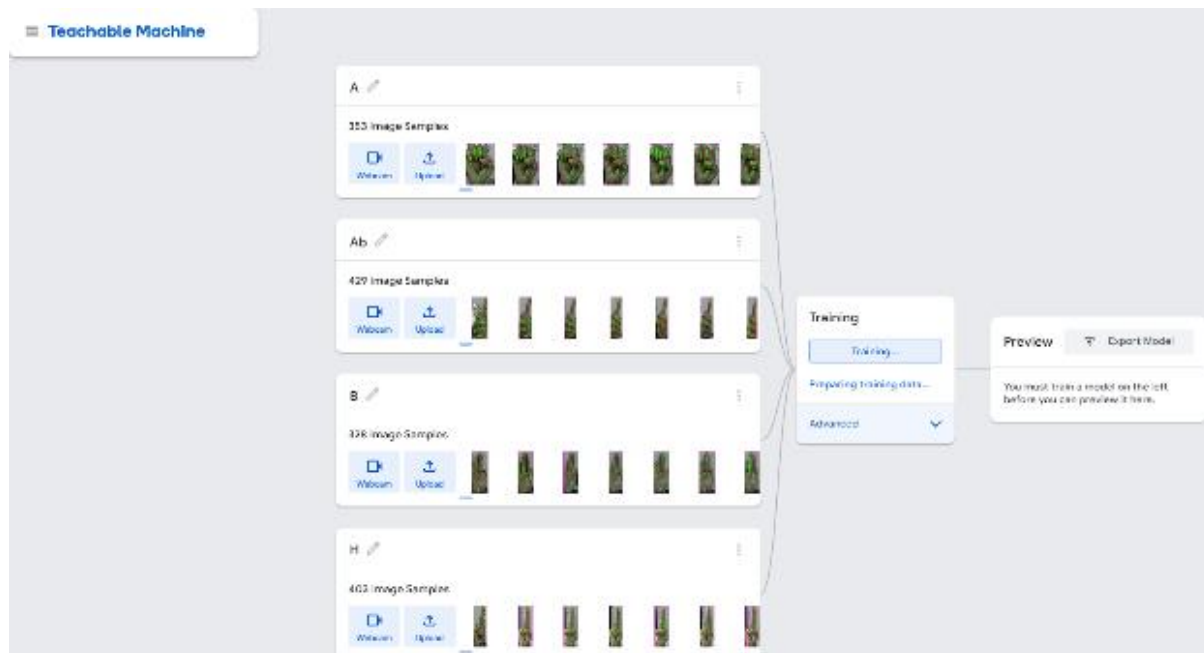 Teachable Machine
A
353 Image Samples
Webcam
Upload
Ab
429 Image Samples
Webcam
Upload
B
328 Image Samples
Webcam
Upload
H
403 Image Samples
Webcam
Upload
Training
Training...
Preparing training data...
Advanced
Preview
Export Model
You must train a model on the left
before you can preview it here.